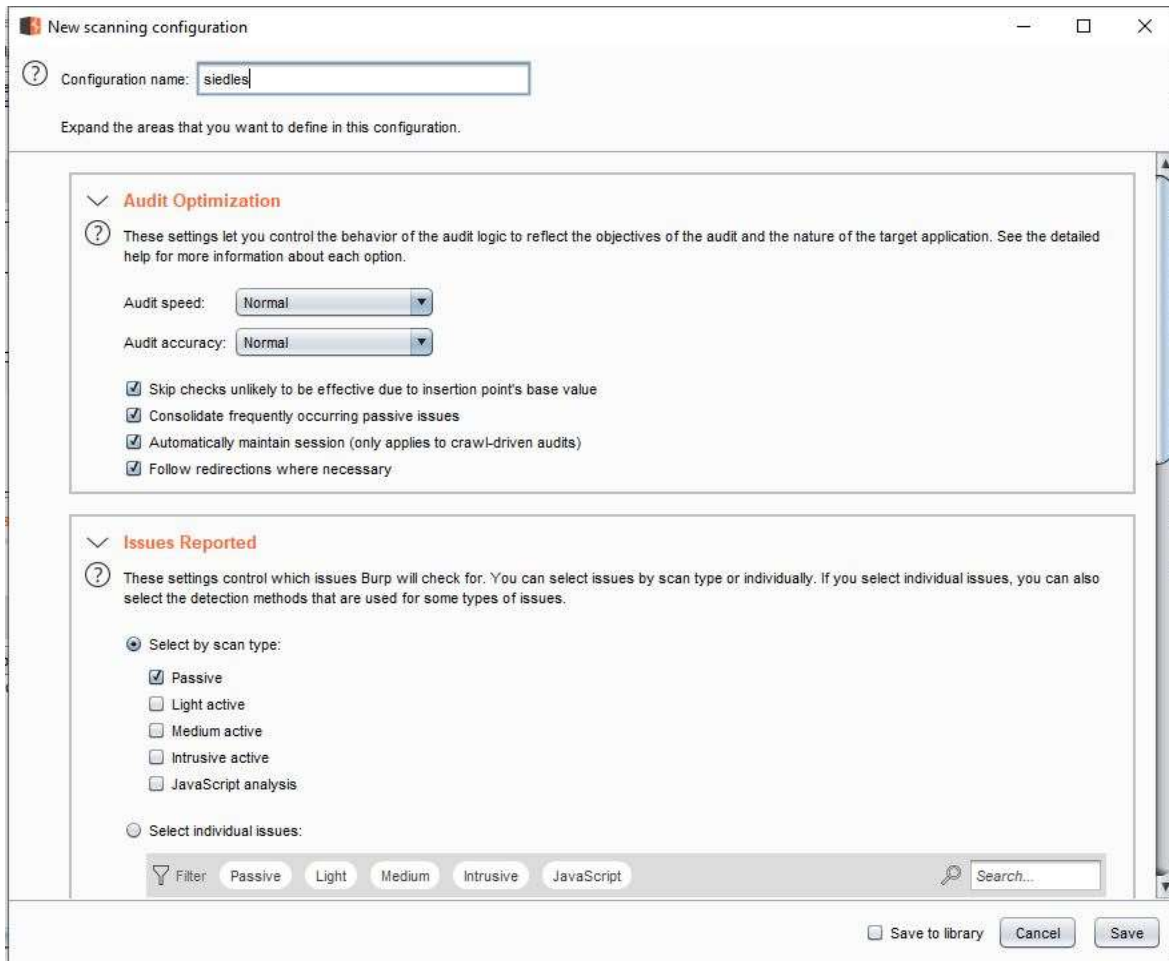 New scanning configuration
Configuration name: siedles
Expand the areas that you want to define in this configuration.
Audit Optimization
These settings let you control the behavior of the audit logic to reflect the objectives of the audit and the nature of the target application. See the detailed
help for more information about each option.
Audit speed: Normal
Audit accuracy: Normal
Skip checks unlikely to be effective due to insertion point's base value
Consolidate frequently occurring passive issues
Automatically maintain session (only applies to crawl-driven audits)
Follow redirections where necessary
Issues Reported
These settings control which issues Burp will check for. You can select issues by scan type or individually. If you select individual issues, you can also
select the detection methods that are used for some types of issues.
Select by scan type:
Passive
Light active
Medium active
Intrusive active
JavaScript analysis
Select individual issues:
Filter Passive Light Medium Intrusive JavaScript Search...
Save to library Cancel Save